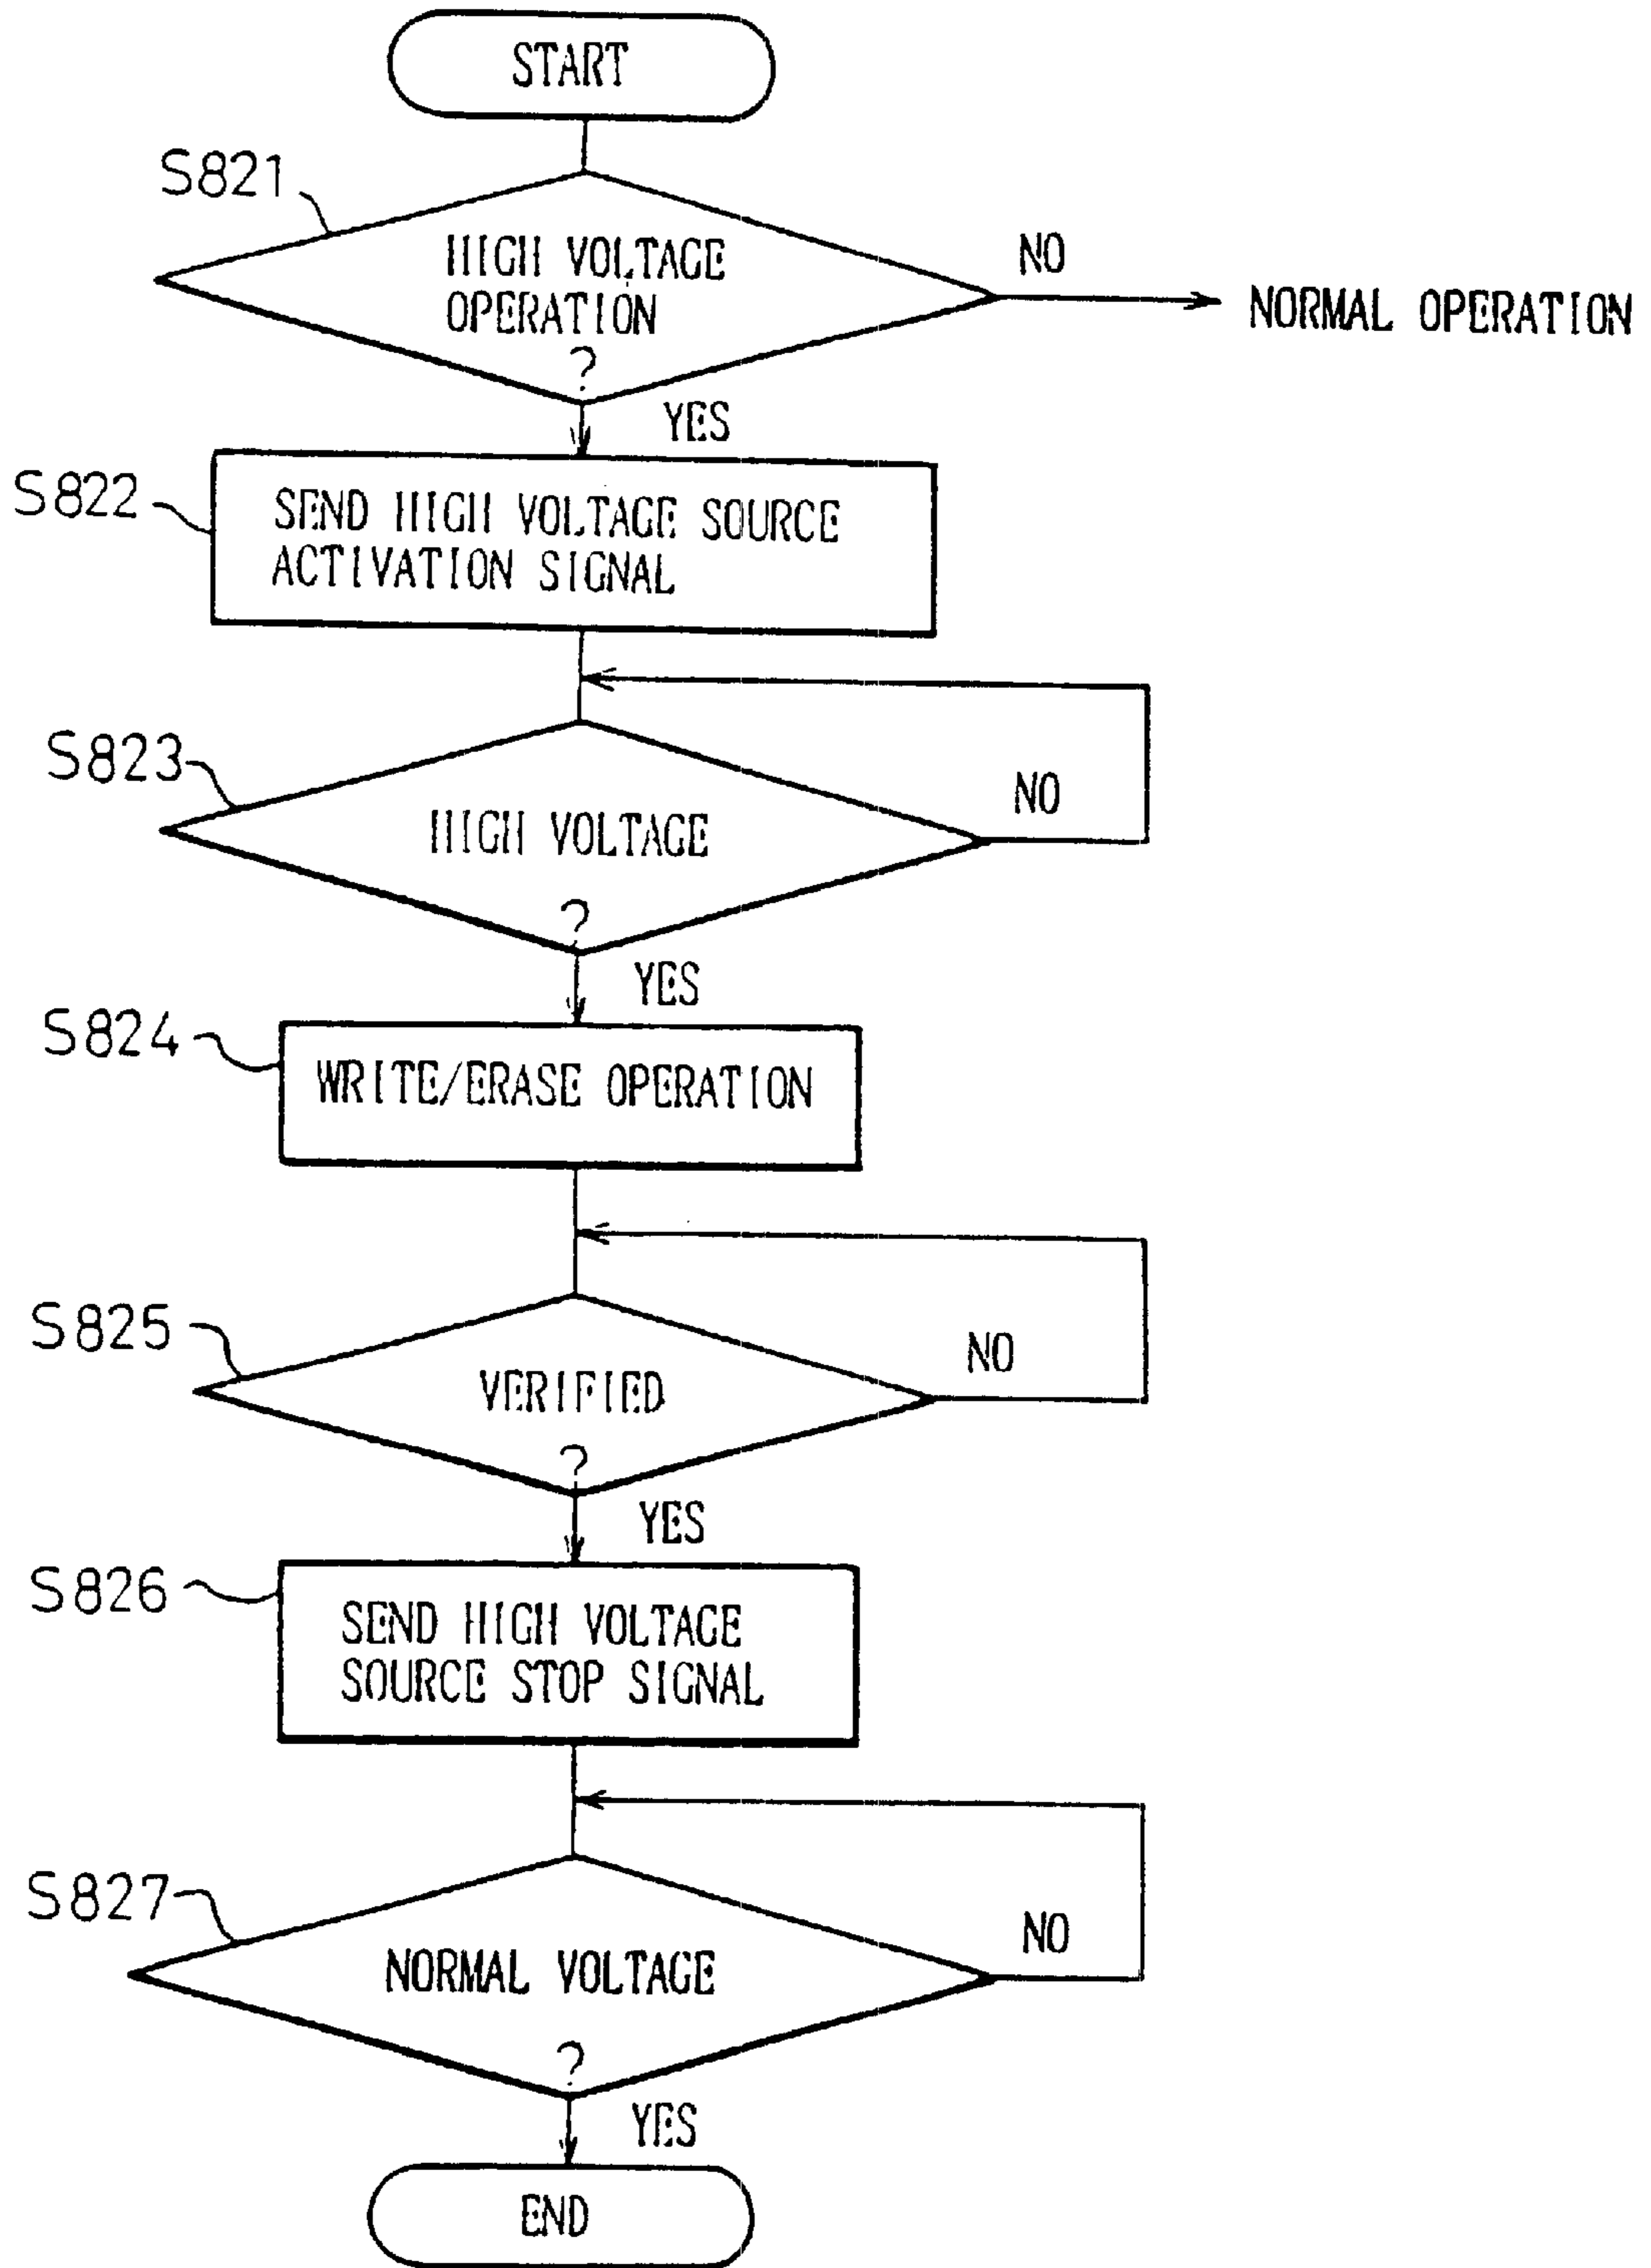 START
S821
HIGH VOLTAGE
OPERATION
?
NO
NORMAL OPERATION
YES
S822
SEND HIGH VOLTAGE SOURCE
ACTIVATION SIGNAL
S823
HIGH VOLTAGE
?
NO
YES
S824
WRITE/ERASE OPERATION
S825
VERIFIED
?
NO
YES
S826
SEND HIGH VOLTAGE
SOURCE STOP SIGNAL
S827
NORMAL VOLTAGE
?
NO
YES
END